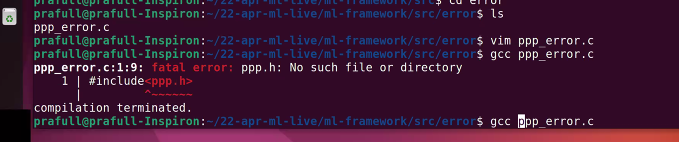 prafull@prafull-Inspiron:~/22-apr-ml-live/ml-framework/src$ cd error
prafull@prafull-Inspiron:~/22-apr-ml-live/ml-framework/src/error$ ls
ppp_error.c
prafull@prafull-Inspiron:~/22-apr-ml-live/ml-framework/src/error$ vim ppp_error.c
prafull@prafull-Inspiron:~/22-apr-ml-live/ml-framework/src/error$ gcc ppp_error.c
ppp_error.c:1:9: fatal error: ppp.h: No such file or directory
    1 | #include<ppp.h>
      |         ^~~~~~~
compilation terminated.
prafull@prafull-Inspiron:~/22-apr-ml-live/ml-framework/src/error$ gcc ppp_error.c